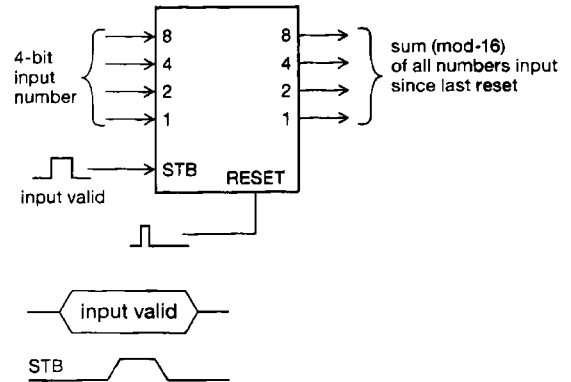 4-bit
input
number
8
4
2
1
STB
RESET
8
4
2
1
sum (mod-16)
of all numbers input
since last reset
input valid
input valid
STB